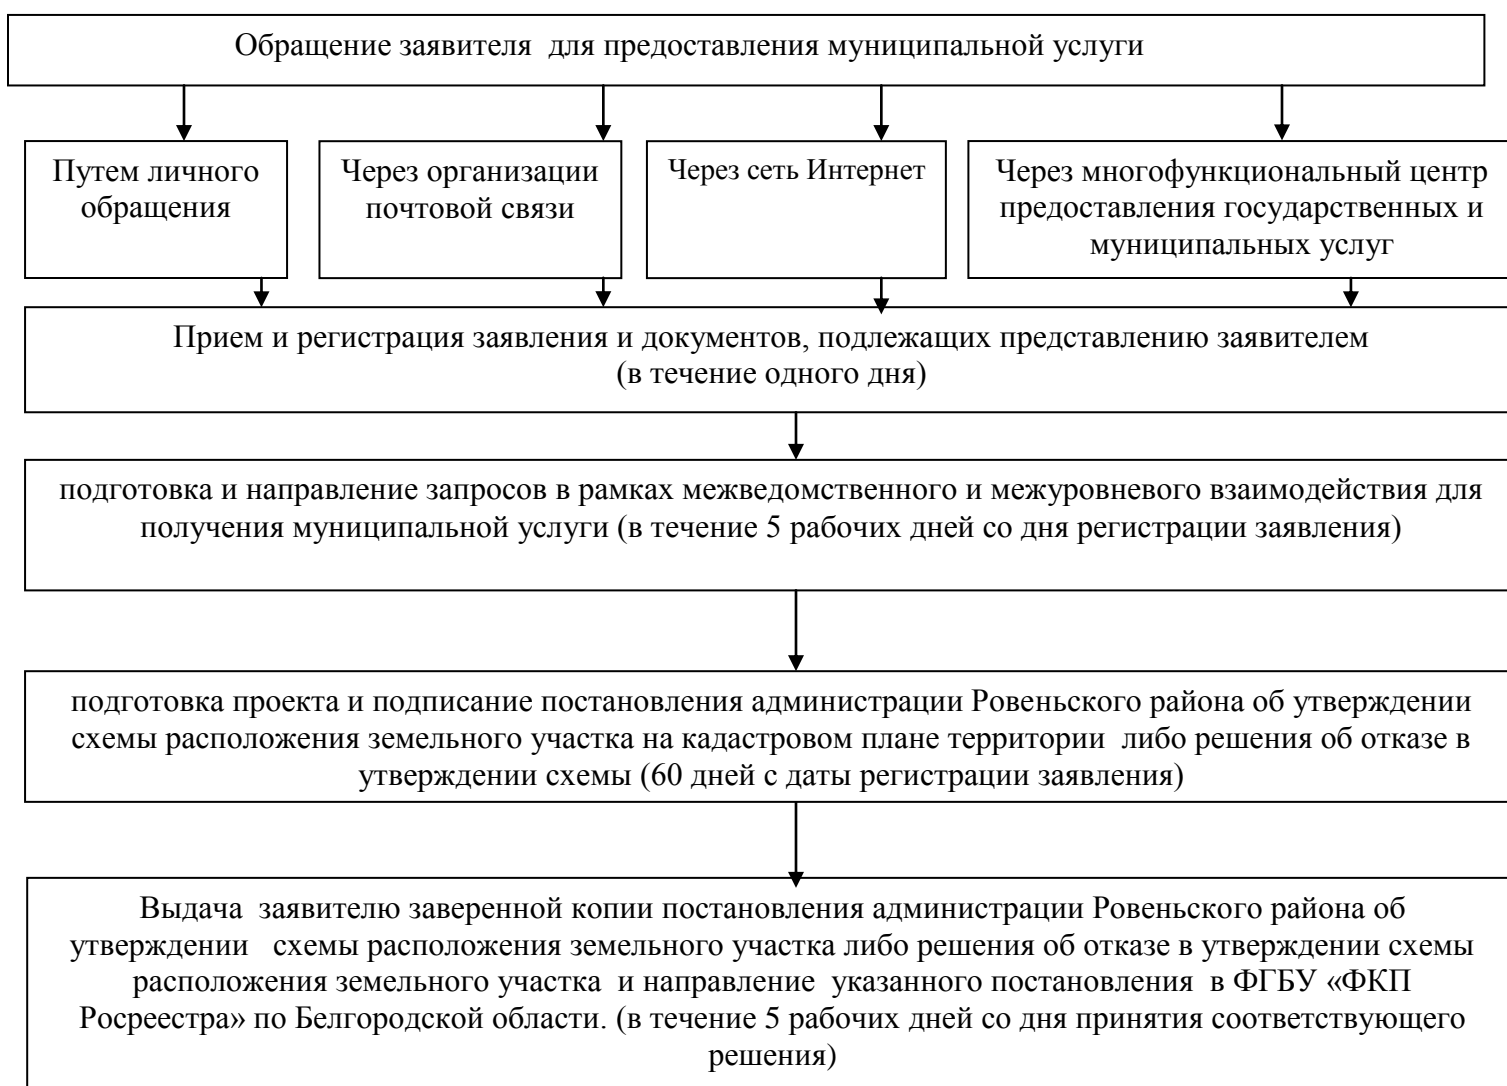 Обращение заявителя для предоставления муниципальной услуги
Путем личного
обращения
Через организации
почтовой связи
Через сеть Интернет
Через многофункциональный центр
предоставления государственных и
муниципальных услуг
Прием и регистрация заявления и документов, подлежащих представлению заявителем
(в течение одного дня)
подготовка и направление запросов в рамках межведомственного и межуровневого взаимодействия для
получения муниципальной услуги (в течение 5 рабочих дней со дня регистрации заявления)
подготовка проекта и подписание постановления администрации Ровеньского района об утверждении
схемы расположения земельного участка на кадастровом плане территории либо решения об отказе в
утверждении схемы (60 дней с даты регистрации заявления)
Выдача заявителю заверенной копии постановления администрации Ровеньского района об
утверждении схемы расположения земельного участка либо решения об отказе в утверждении схемы
расположения земельного участка и направление указанного постановления в ФГБУ «ФКП
Росреестра» по Белгородской области. (в течение 5 рабочих дней со дня принятия соответствующего
решения)